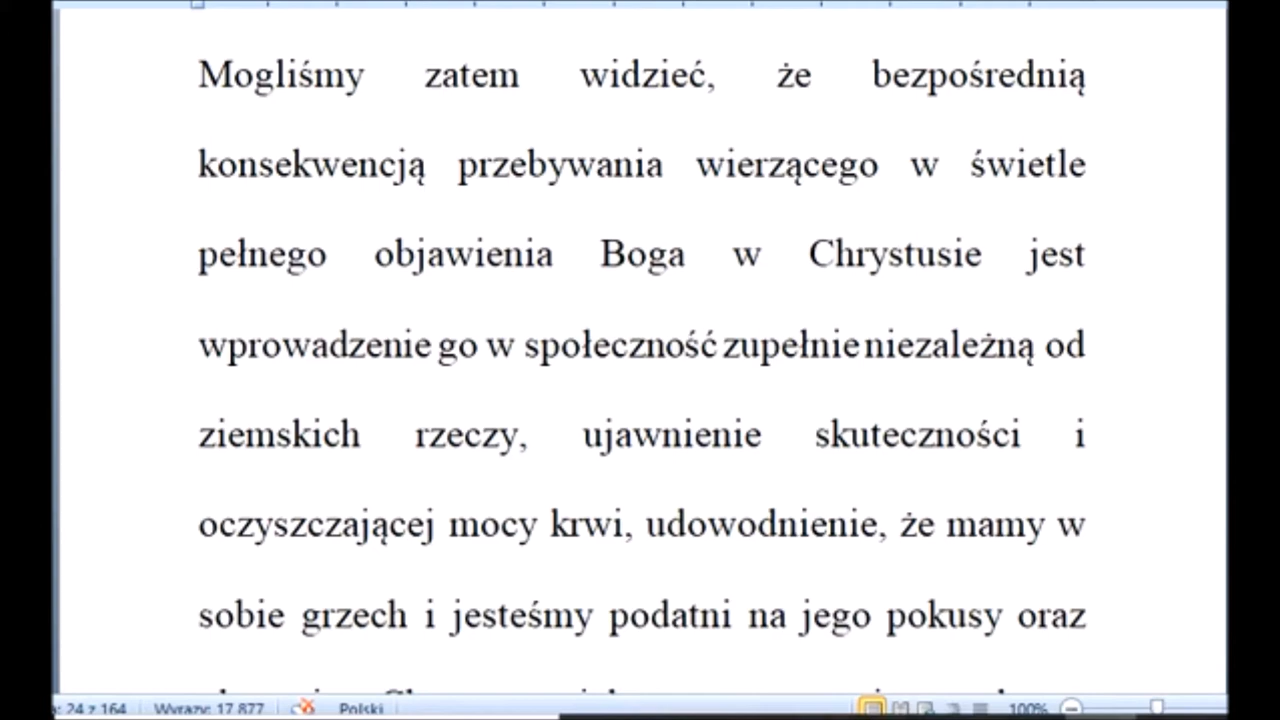 Mogliśmy zatem widzieć, że bezpośrednią
konsekwencją przebywania wierzącego w świetle
pełnego objawienia Boga w Chrystusie jest
wprowadzenie go w społeczność zupełnie niezależną od
ziemskich rzeczy, ujawnienie skuteczności i
oczyszczającej mocy krwi, udowodnienie, że mamy w
sobie grzech i jesteśmy podatni na jego pokusy oraz
24 z 164 Wyrazy: 17 877 Polski 100%